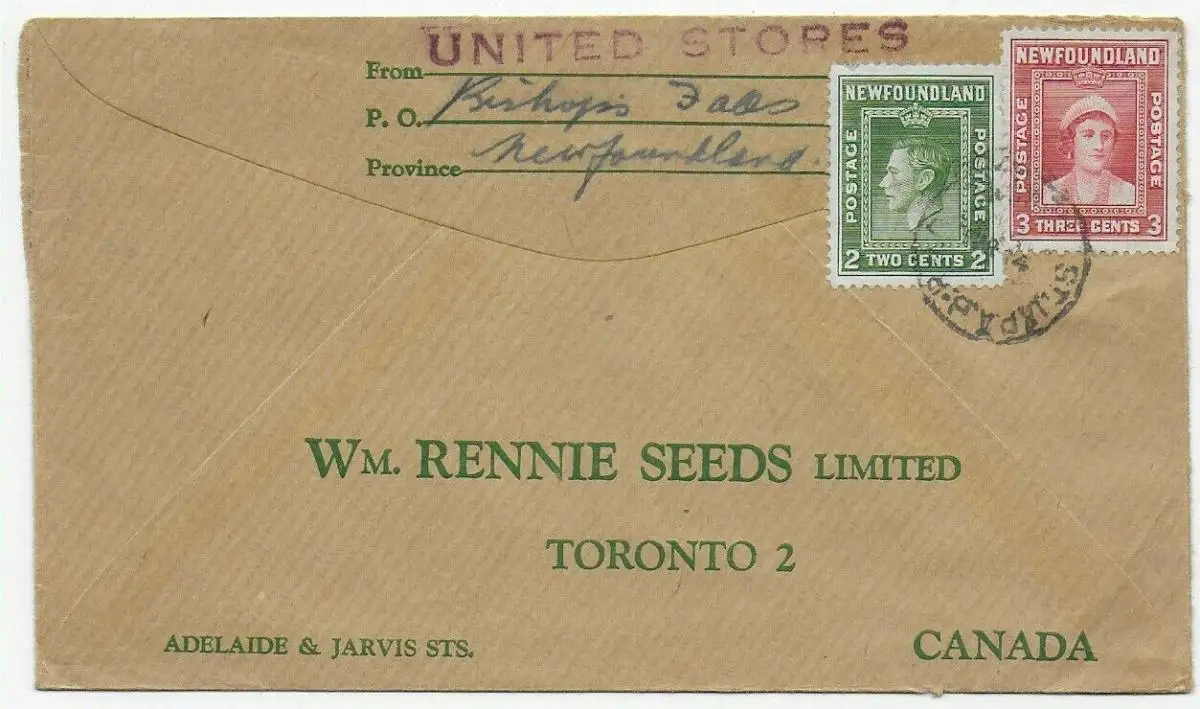 UNITED STORES
From
P. O. Bishop's Falls
Province Newfoundland.
NEWFOUNDLAND
POSTAGE POSTAGE
2 TWO CENTS 2
NEWFOUNDLAND
POSTAGE POSTAGE
3 THREE CENTS 3
WM. RENNIE SEEDS LIMITED
TORONTO 2
ADELAIDE & JARVIS STS.
CANADA